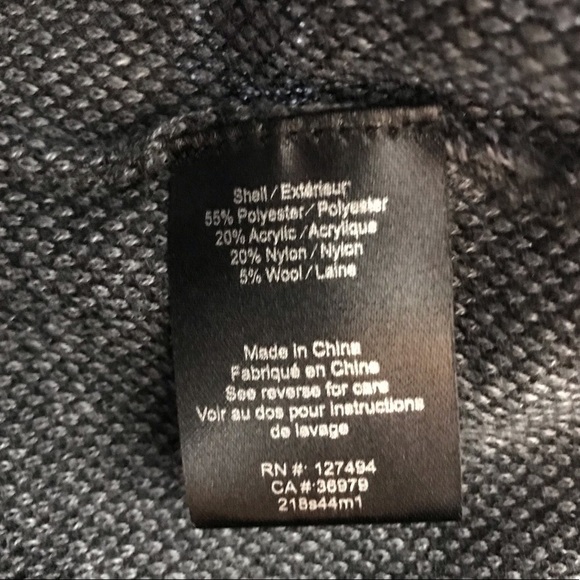 Shell / Extérieur
55% Polyester / Polyester
20% Acrylic / Acrylique
20% Nylon / Nylon
5% Wool / Laine
Made in China
Fabriqué en China
See reverse for care
Voir au dos pour instructions
de lavage
RN #: 127494
CA #: 36979
218s44m1